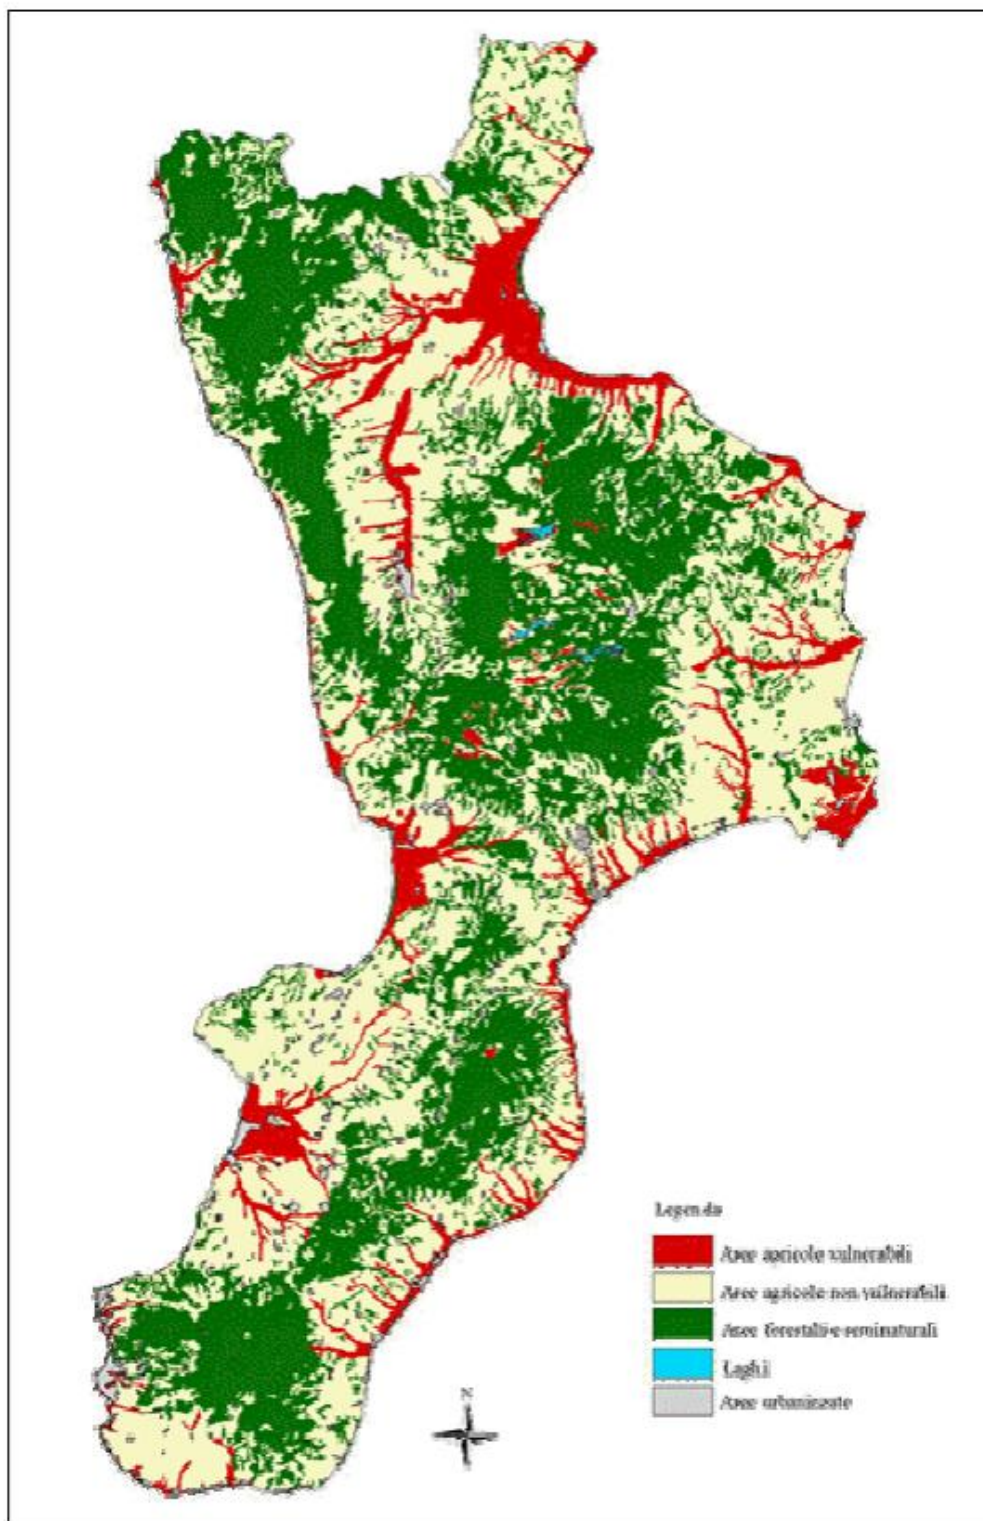 N
Legenda
Aree agricole vulnerabili
Aree agricole non vulnerabili
Aree forestali e seminaturali
Laghi
Aree urbanizzate